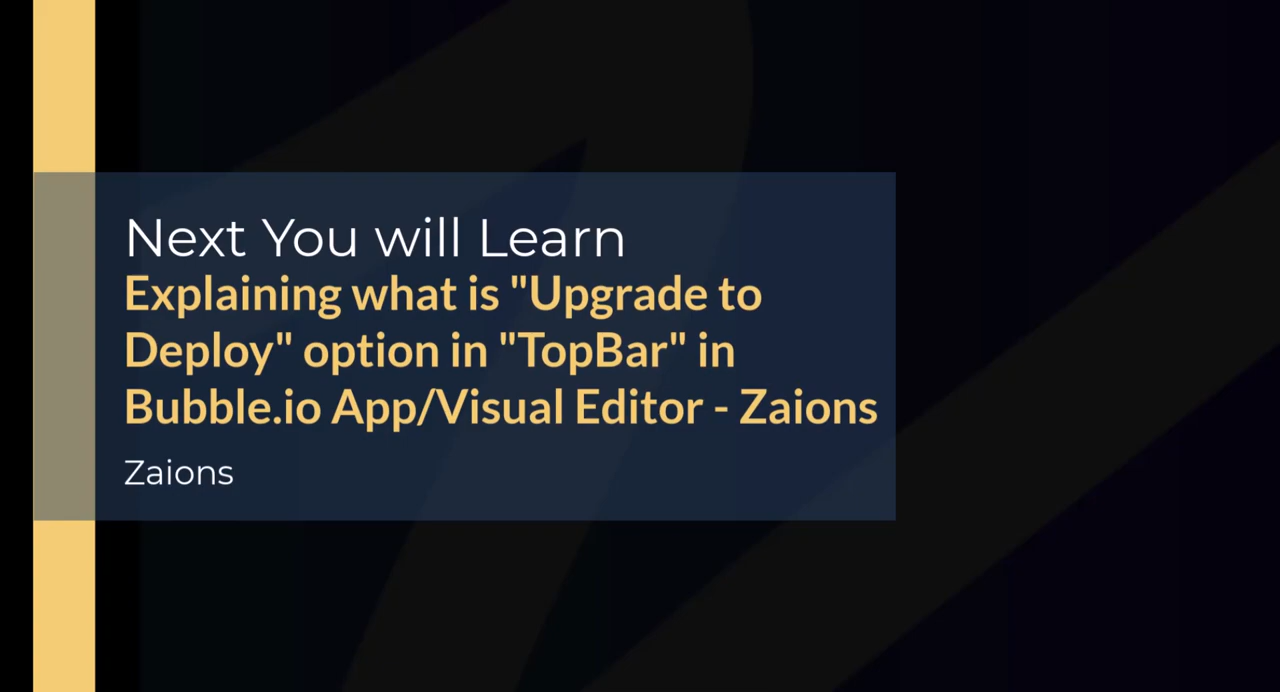 Next You will Learn
Explaining what is "Upgrade to
Deploy" option in "TopBar" in
Bubble.io App/Visual Editor - Zaions
Zaions